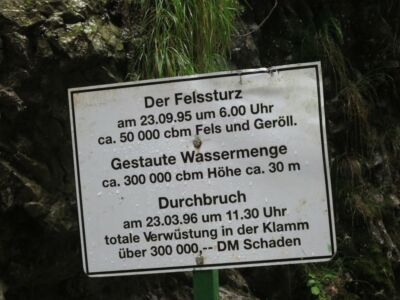 Der Felssturz
am 23.09.95 um 6.00 Uhr
ca. 50 000 cbm Fels und Geröll.
Gestaute Wassermenge
ca. 300 000 cbm Höhe ca. 30 m
Durchbruch
am 23.03.96 um 11.30 Uhr
totale Verwüstung in der Klamm
über 300 000,-- DM Schaden